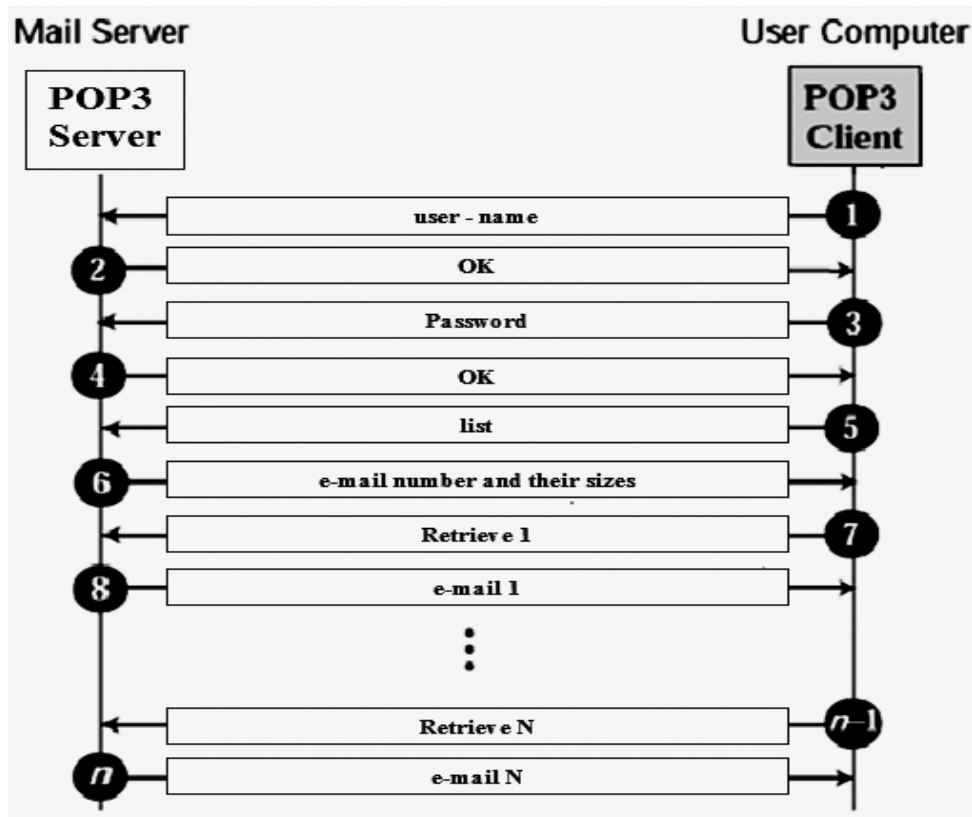 Mail Server
User Computer
POP3
Server
POP3
Client
user - name
1
2
OK
Password
3
4
OK
list
5
6
e-mail number and their sizes
Retrieve 1
7
8
e-mail 1
Retrieve N
n-1
n
e-mail N